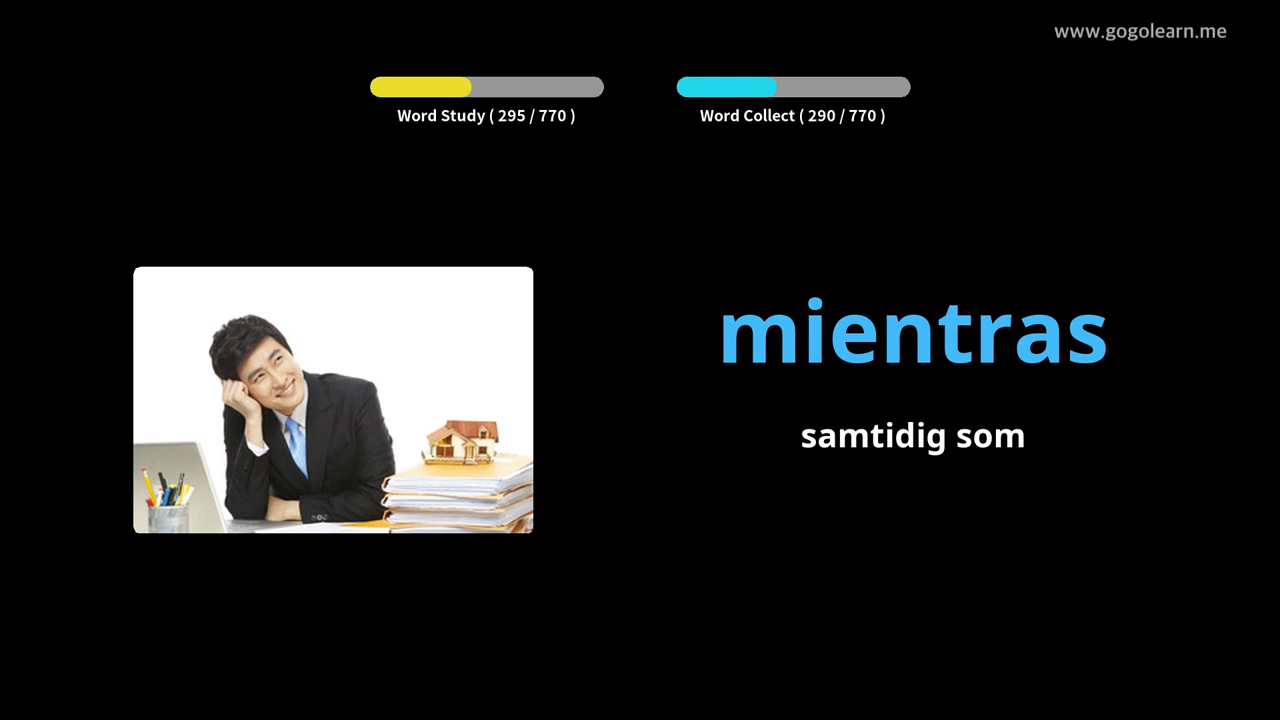 www.gogolearn.me
Word Study ( 295 / 770 )
Word Collect ( 290 / 770 )
mientras
samtidig som